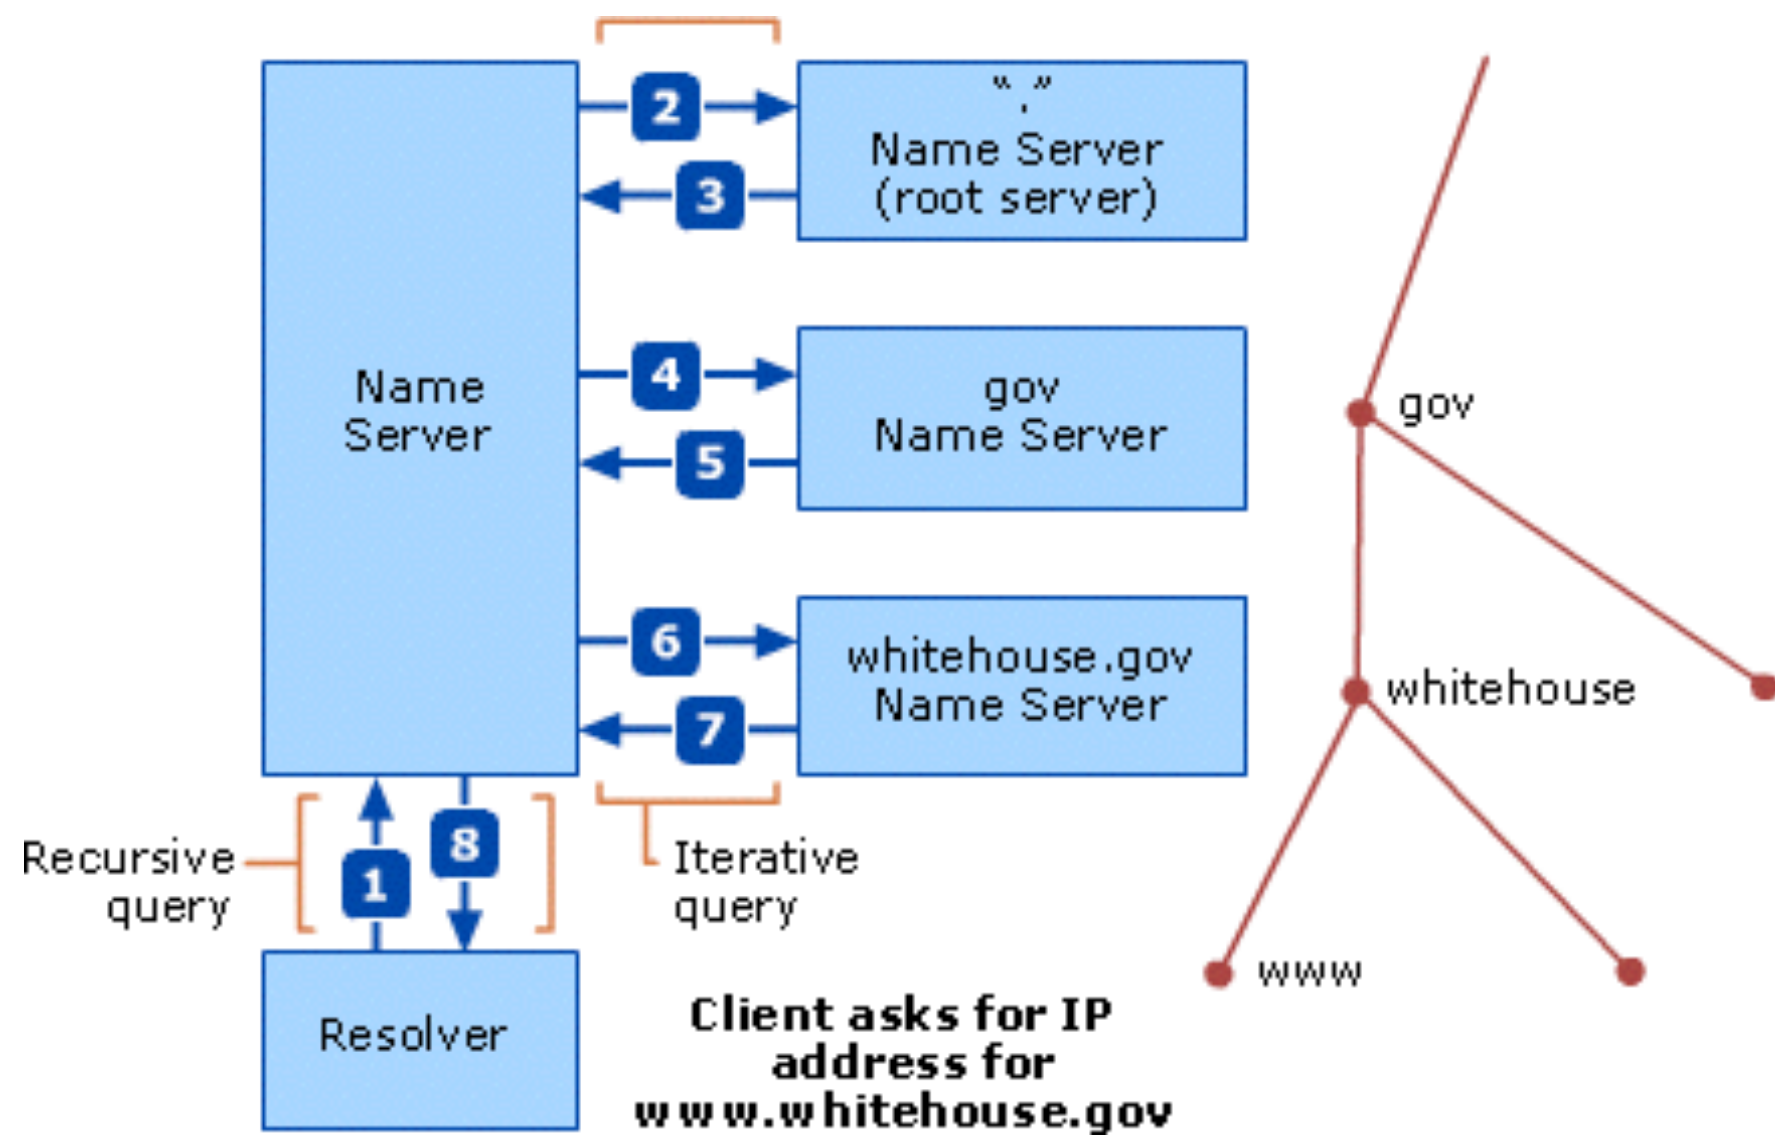 2
“.”
Name Server
(root server)
3
Name
Server
4
gov
Name Server
5
6
whitehouse.gov
Name Server
7
Recursive
query
1
8
Iterative
query
Resolver
Client asks for IP
address for
www.whitehouse.gov
gov
whitehouse
www